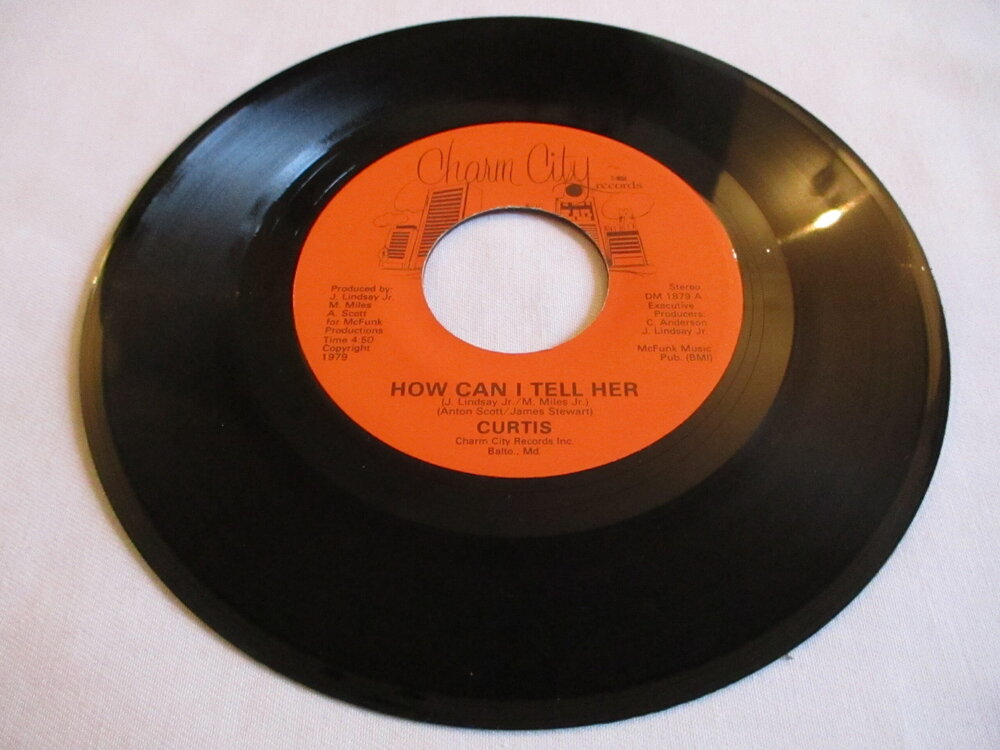 Charm City
records
Produced by:
J. Lindsay Jr.
M. Miles
A. Scott
for McFunk
Productions
Time 4:50
Copyright
1979
Stereo
DM 1879 A
Executive
Producers:
C. Anderson
J. Lindsay Jr.
McFunk Music
Pub. (BMI)
HOW CAN I TELL HER
(J. Lindsay Jr./M. Miles Jr.)
(Anton Scott/James Stewart)
CURTIS
Charm City Records Inc.
Balto., Md.